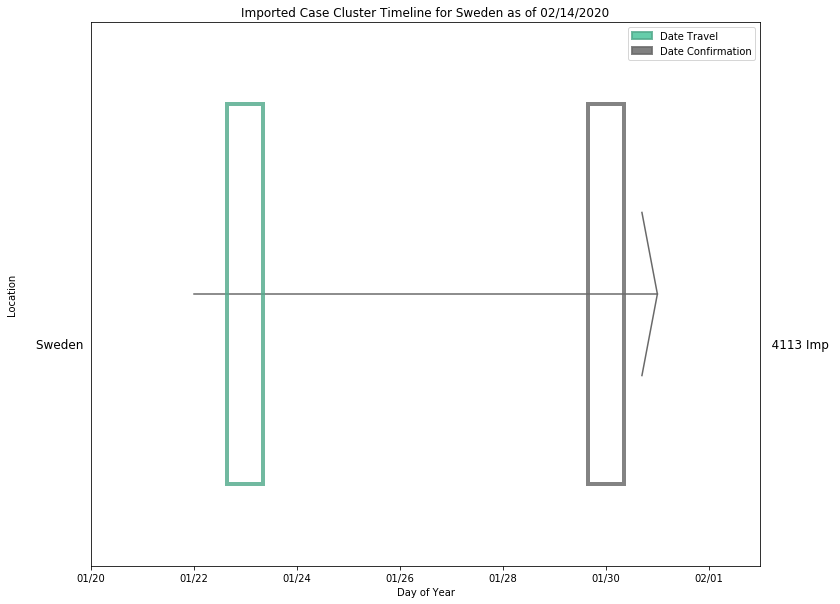 Imported Case Cluster Timeline for Sweden as of 02/14/2020
Date Travel
Date Confirmation
Location
Sweden
4113 Imp
01/20
01/22
01/24
01/26
01/28
01/30
02/01
Day of Year